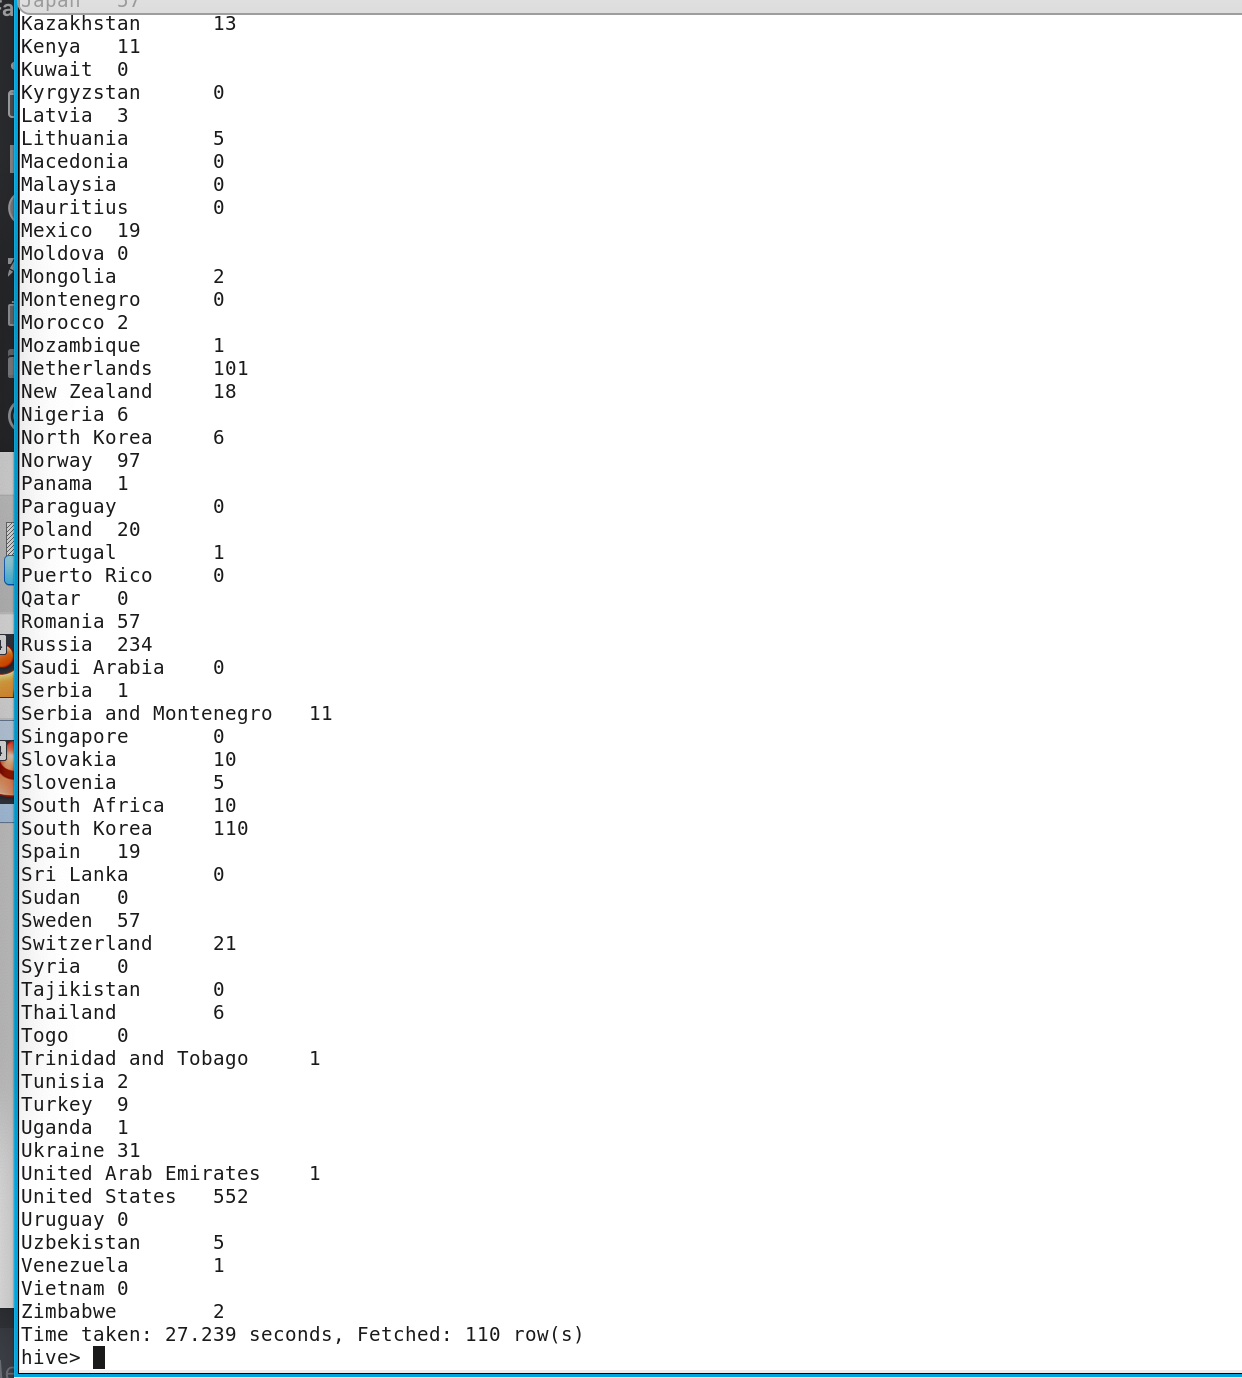 Japan 57
Kazakhstan 13
Kenya 11
Kuwait 0
Kyrgyzstan 0
Latvia 3
Lithuania 5
Macedonia 0
Malaysia 0
Mauritius 0
Mexico 19
Moldova 0
Mongolia 2
Montenegro 0
Morocco 2
Mozambique 1
Netherlands 101
New Zealand 18
Nigeria 6
North Korea 6
Norway 97
Panama 1
Paraguay 0
Poland 20
Portugal 1
Puerto Rico 0
Qatar 0
Romania 57
Russia 234
Saudi Arabia 0
Serbia 1
Serbia and Montenegro 11
Singapore 0
Slovakia 10
Slovenia 5
South Africa 10
South Korea 110
Spain 19
Sri Lanka 0
Sudan 0
Sweden 57
Switzerland 21
Syria 0
Tajikistan 0
Thailand 6
Togo 0
Trinidad and Tobago 1
Tunisia 2
Turkey 9
Uganda 1
Ukraine 31
United Arab Emirates 1
United States 552
Uruguay 0
Uzbekistan 5
Venezuela 1
Vietnam 0
Zimbabwe 2
Time taken: 27.239 seconds, Fetched: 110 row(s)
hive>